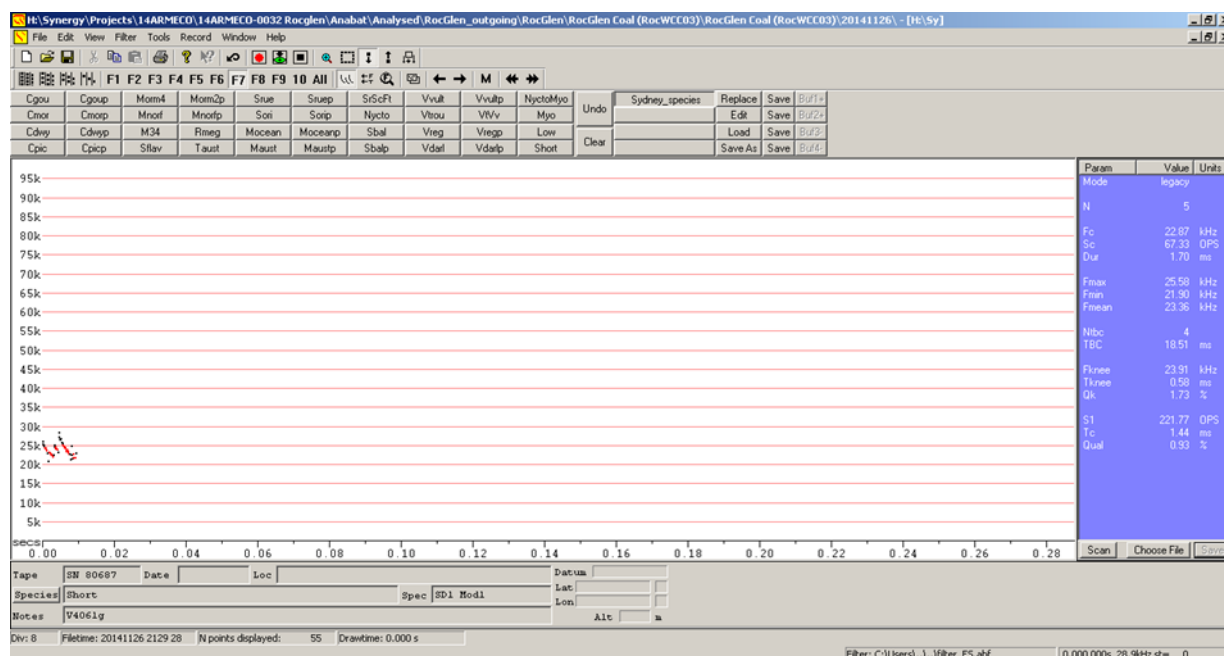 H:\Synergy\Projects\14ARMECO\14ARMECO-0032 Rocglen\Anabat\Analysed\RocGlen_outgoing\RocGlen\RocGlen Coal (RocWCC03)\RocGlen Coal (RocWCC03)\20141126\ - [H:\Sy]
File Edit View Filter Tools Record Window Help
F1 F2 F3 F4 F5 F6 F7 F8 F9 10 All M
Cgou Cgoup Morm4 Morm2p Srue Sruep SrScFt Vvult Vvultp NyctoMyo Undo Sydney_species Replace Save Buf1+
Cmor Cmorp Mnorf Mnorfp Sori Sorip Nycto Vtrou VtVv Myo Edit Save Buf2+
Cdwy Cdwyp M34 Rmeg Mocean Moceanp Sbal Vreg Vregp Low Clear Load Save Buf3-
Cpic Cpicp Sflav Taust Maust Maustp Sbalp Vdarl Vdarlp Short Save As Save Buf4-
Param Value Units
Mode legacy
N 5
Fc 22.87 kHz
Sc 67.33 OPS
Dur 1.70 ms
Fmax 25.58 kHz
Fmin 21.90 kHz
Fmean 23.36 kHz
Ntbc 4
TBC 18.51 ms
Fknee 23.91 kHz
Tknee 0.58 ms
Qk 1.73 %
S1 221.77 OPS
Tc 1.44 ms
Qual 0.93 %
95k
90k
85k
80k
75k
70k
65k
60k
55k
50k
45k
40k
35k
30k
25k
20k
15k
10k
5k
secs
0.00 0.02 0.04 0.06 0.08 0.10 0.12 0.14 0.16 0.18 0.20 0.22 0.24 0.26 0.28
Scan Choose File Save
Tape SN 80687 Date Loc Datum
Species Short Spec SD1 Mod1 Lat
Lon
Notes V4061g Alt m
Div: 8 Filetime: 20141126 2129 28 N points displayed: 55 Drawtime: 0.000 s
Filter: C:\Users\...\...\filter_FS.abf 0.000,000s, 28.9kHz st= 0